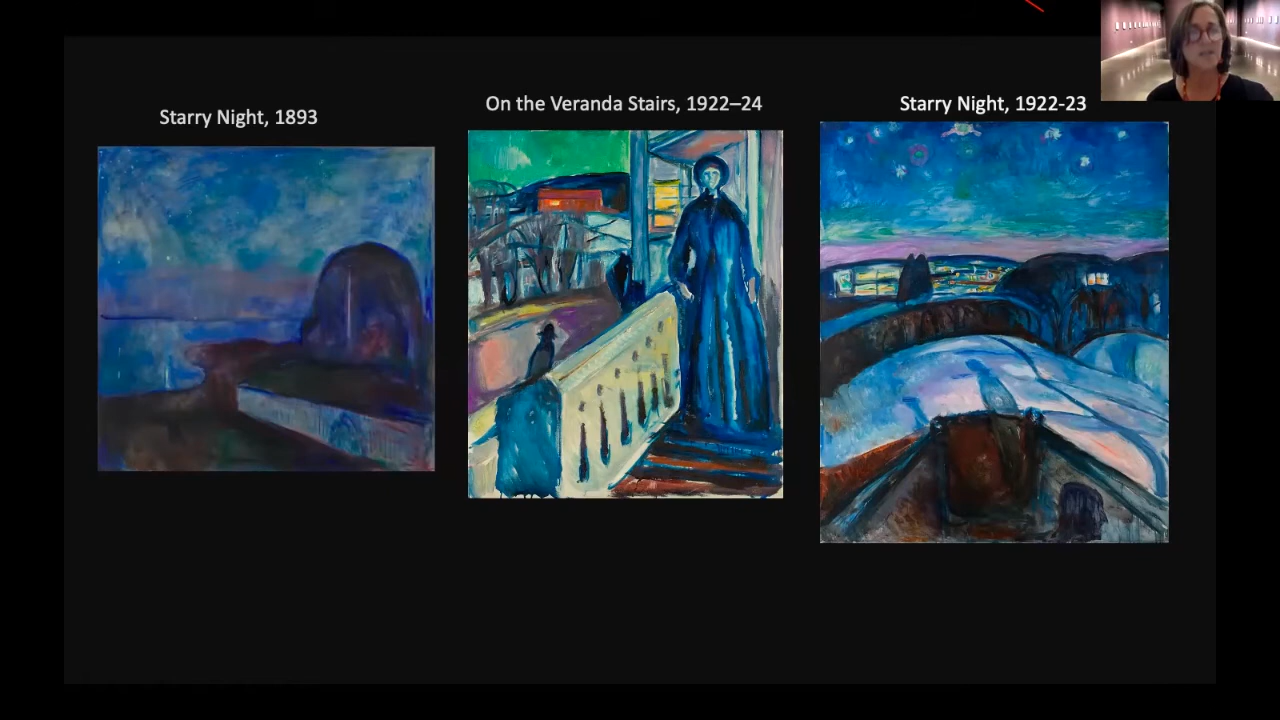 Starry Night, 1893
On the Veranda Stairs, 1922–24
Starry Night, 1922-23